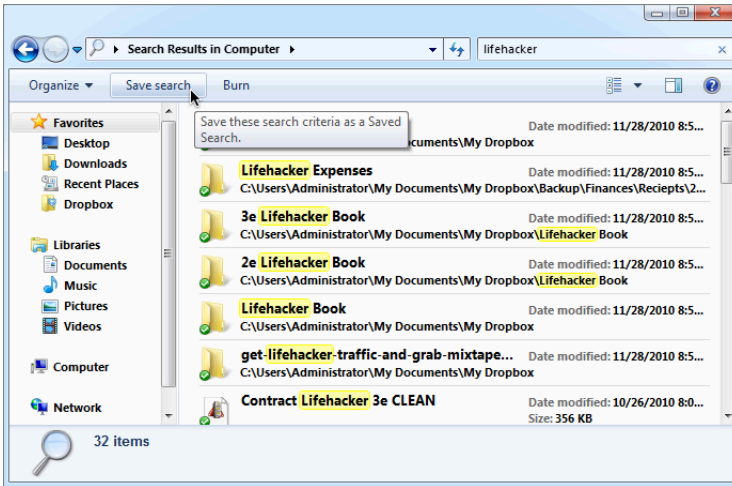 Search Results in Computer
lifehacker
Organize
Save search
Burn
Favorites
Desktop
Downloads
Recent Places
Dropbox
Libraries
Documents
Music
Pictures
Videos
Computer
Network
Save these search criteria as a Saved
Search.
Date modified: 11/28/2010 8:5...
My Dropbox
Lifehacker Expenses
Date modified: 11/28/2010 8:5...
C:\Users\Administrator\My Documents\My Dropbox\Backup\Finances\Reciepts\2...
3e Lifehacker Book
Date modified: 11/28/2010 8:5...
C:\Users\Administrator\My Documents\My Dropbox\Lifehacker Book
2e Lifehacker Book
Date modified: 11/28/2010 8:5...
C:\Users\Administrator\My Documents\My Dropbox\Lifehacker Book
Lifehacker Book
Date modified: 11/28/2010 8:5...
C:\Users\Administrator\My Documents\My Dropbox
get-lifehacker-traffic-and-grab-mixtape...
Date modified: 11/28/2010 8:5...
C:\Users\Administrator\My Documents\My Dropbox
Contract Lifehacker 3e CLEAN
Date modified: 10/26/2010 8:0...
Size: 356 KB
32 items